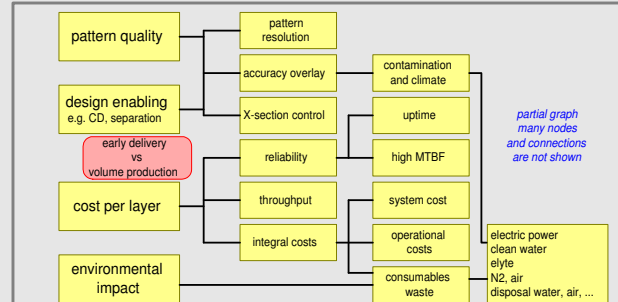 pattern quality
design enabling
e.g. CD, separation
early delivery
vs
volume production
cost per layer
environmental
impact
pattern
resolution
accuracy overlay
X-section control
reliability
throughput
integral costs
contamination
and climate
uptime
high MTBF
system cost
operational
costs
consumables
waste
partial graph
many nodes
and connections
are not shown
electric power
clean water
elyte
N2, air
disposal water, air, ...